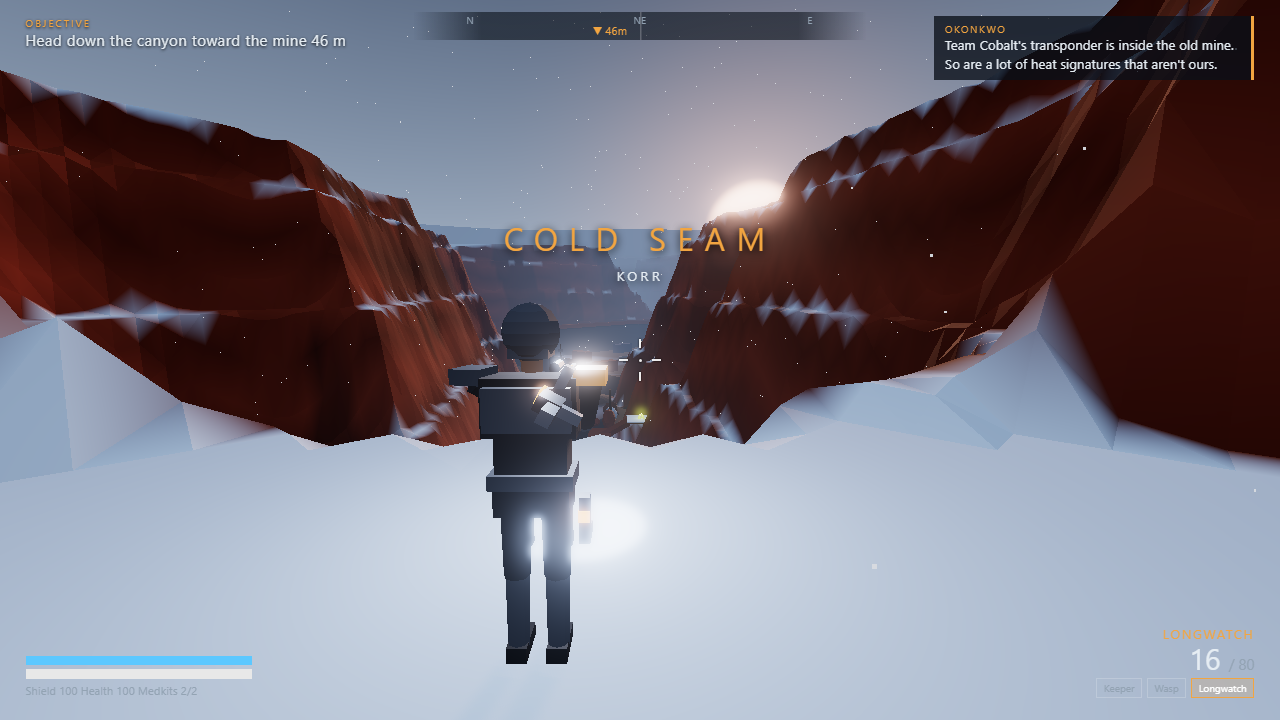 OBJECTIVE
Head down the canyon toward the mine 46 m
N NE E
▼ 46m
OKONKWO
Team Cobalt's transponder is inside the old mine.
So are a lot of heat signatures that aren't ours.
COLD SEAM
KORR
Shield 100 Health 100 Medkits 2/2
LONGWATCH
16 / 80
Keeper Wasp Longwatch